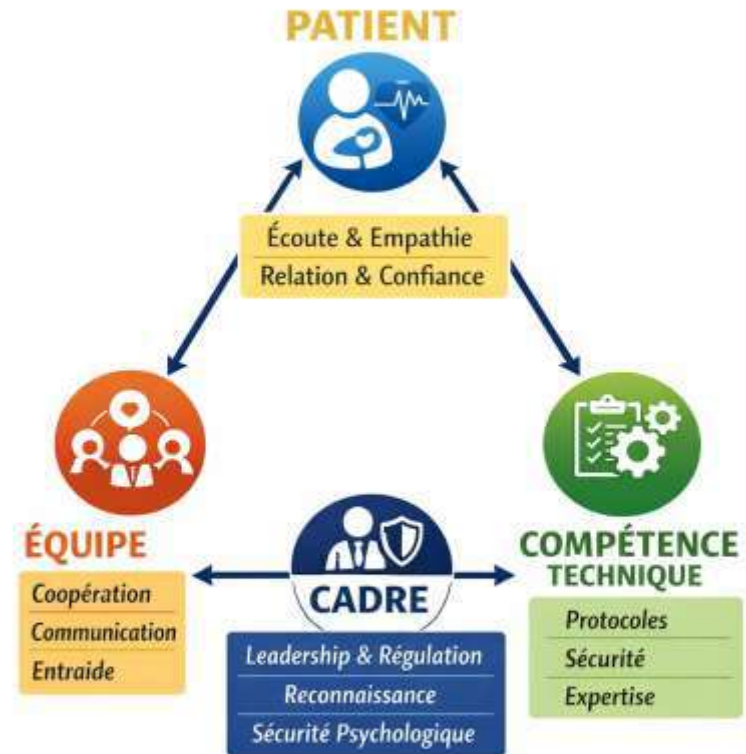 PATIENT
Écoute & Empathie
Relation & Confiance
ÉQUIPE
Coopération
Communication
Entraide
CADRE
Leadership & Régulation
Reconnaissance
Sécurité Psychologique
COMPÉTENCE
TECHNIQUE
Protocoles
Sécurité
Expertise